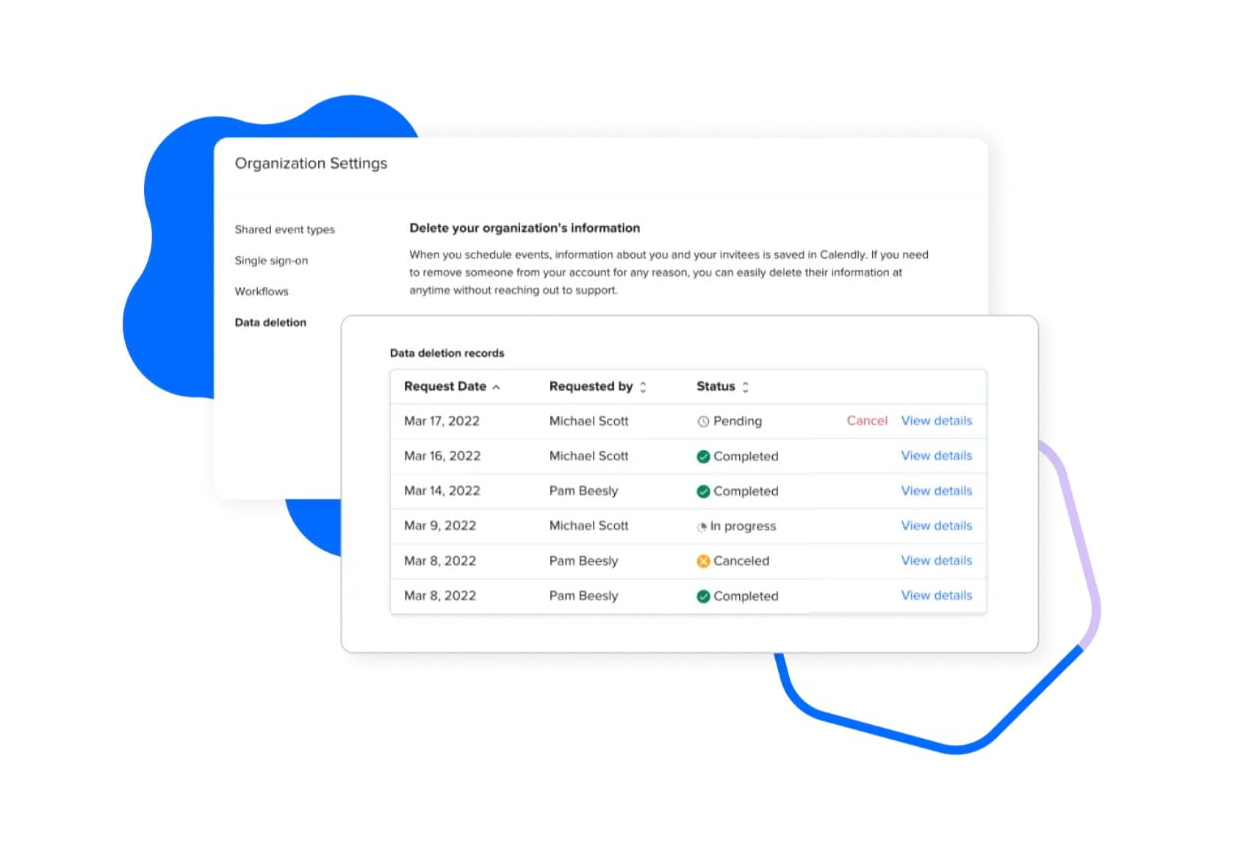 Organization Settings
Shared event types
Single sign-on
Workflows
Data deletion
Delete your organization's information
When you schedule events, information about you and your invitees is saved in Calendly. If you need
to remove someone from your account for any reason, you can easily delete their information at
anytime without reaching out to support.
Data deletion records
Request Date Requested by Status
Mar 17, 2022 Michael Scott Pending Cancel View details
Mar 16, 2022 Michael Scott Completed View details
Mar 14, 2022 Pam Beesly Completed View details
Mar 9, 2022 Michael Scott In progress View details
Mar 8, 2022 Pam Beesly Canceled View details
Mar 8, 2022 Pam Beesly Completed View details